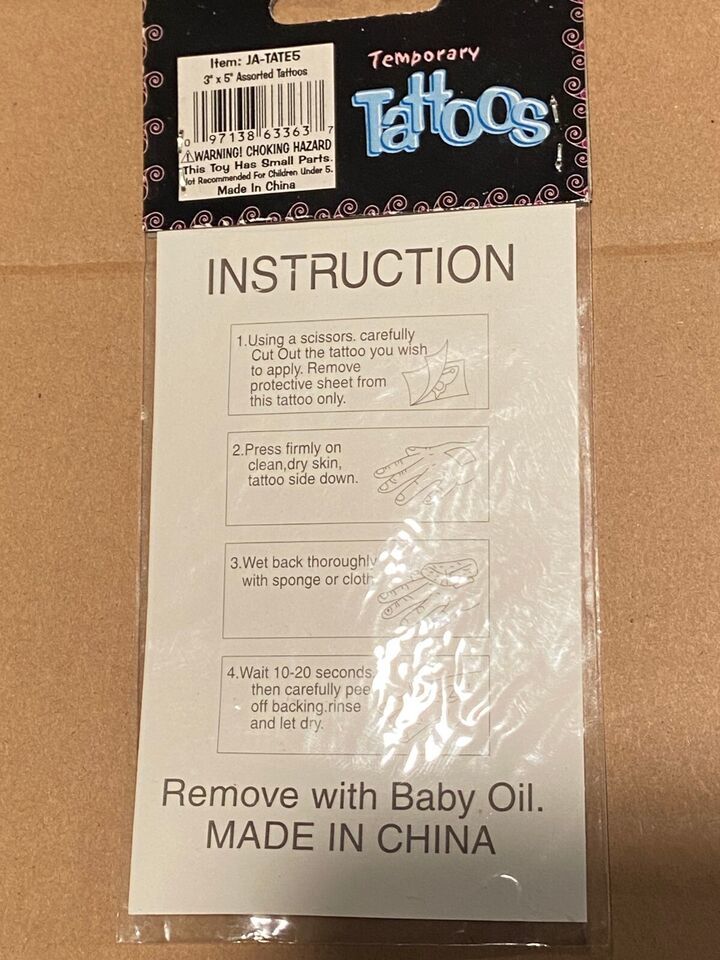 Item: JA-TATE5
3" x 5" Assorted Tattoos
0 97138 63363 7
WARNING! CHOKING HAZARD
This Toy Has Small Parts.
Not Recommended For Children Under 5.
Made In China
Temporary
Tattoos
INSTRUCTION
1.Using a scissors. carefully
Cut Out the tattoo you wish
to apply. Remove
protective sheet from
this tattoo only.
2.Press firmly on
clean,dry skin,
tattoo side down.
3.Wet back thoroughly
with sponge or cloth
4.Wait 10-20 seconds
then carefully peel
off backing.rinse
and let dry.
Remove with Baby Oil.
MADE IN CHINA